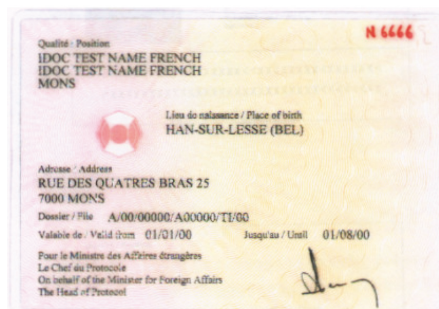 N 6666
Qualité / Position
IDOC TEST NAME FRENCH
IDOC TEST NAME FRENCH
MONS
Lieu de naissance / Place of birth
HAN-SUR-LESSE (BEL)
Adresse / Address
RUE DES QUATRES BRAS 25
7000 MONS
Dossier / File A/00/00000/A00000/TI/00
Valable de / Valid from 01/01/00 Jusqu'au / Until 01/08/00
Pour le Ministre des Affaires étrangères
Le Chef du Protocole
On behalf of the Minister for Foreign Affairs
The Head of Protocol